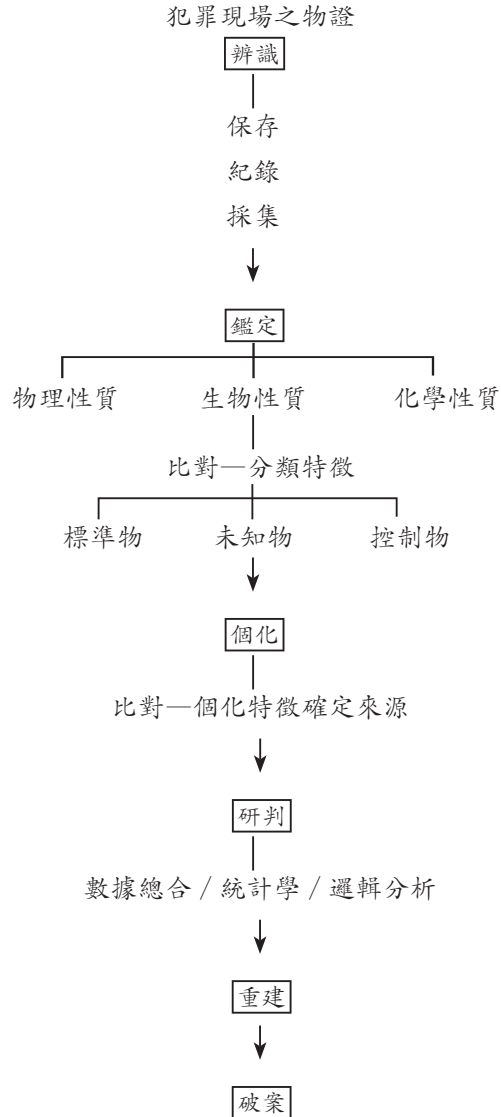 犯罪現場之物證
辨識
保存
紀錄
採集
鑑定
物理性質 生物性質 化學性質
比對—分類特徵
標準物 未知物 控制物
個化
比對—個化特徵確定來源
研判
數據總合/統計學/邏輯分析
重建
破案